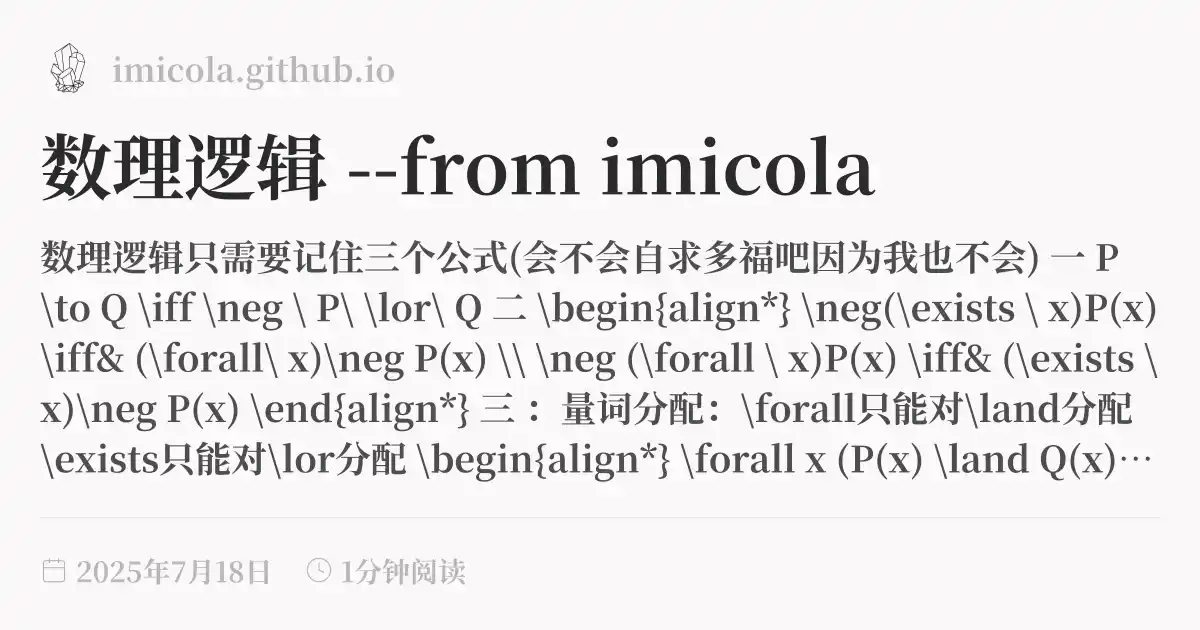 imicola.github.io
数理逻辑 --from imicola
数理逻辑只需要记住三个公式(会不会自求多福吧因为我也不会) 一 P
\to Q \iff \neg \ P\ \lor\ Q 二 \begin{align*} \neg(\exists \ x)P(x)
\iff& (\forall\ x)\neg P(x) \\ \neg (\forall \ x)P(x) \iff& (\exists \
x)\neg P(x) \end{align*} 三 ：量词分配：\forall只能对\land分配
\exists只能对\lor分配 \begin{align*} \forall x (P(x) \land Q(x)…
2025年7月18日 1分钟阅读